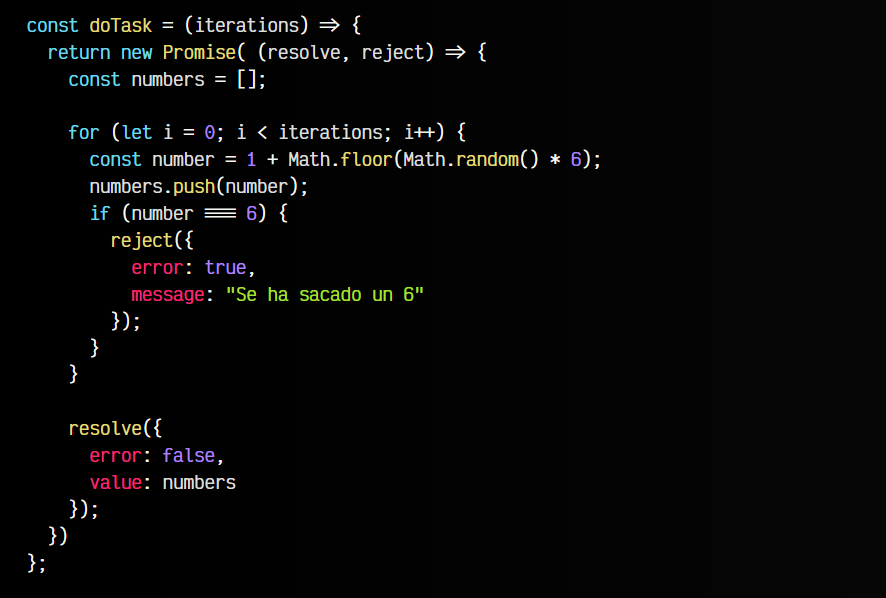 const doTask = (iterations) => {
  return new Promise( (resolve, reject) => {
    const numbers = [];

    for (let i = 0; i < iterations; i++) {
      const number = 1 + Math.floor(Math.random() * 6);
      numbers.push(number);
      if (number === 6) {
        reject({
          error: true,
          message: "Se ha sacado un 6"
        });
      }
    }

    resolve({
      error: false,
      value: numbers
    });
  })
};